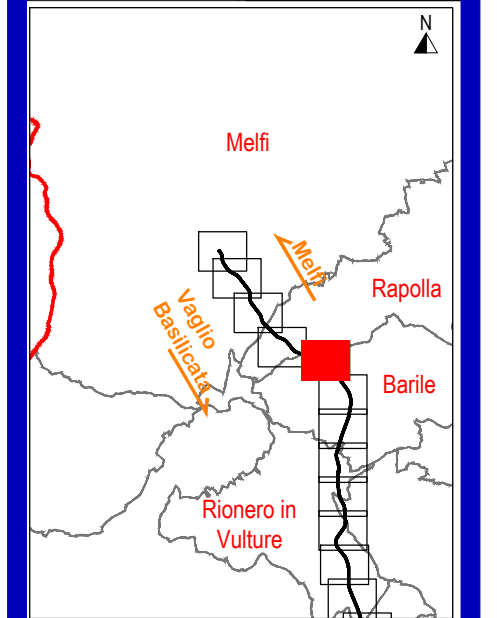 N
Melfi
Melfi
Rapolla
Vaglio
Basilicata
Barile
Rionero in
Vulture